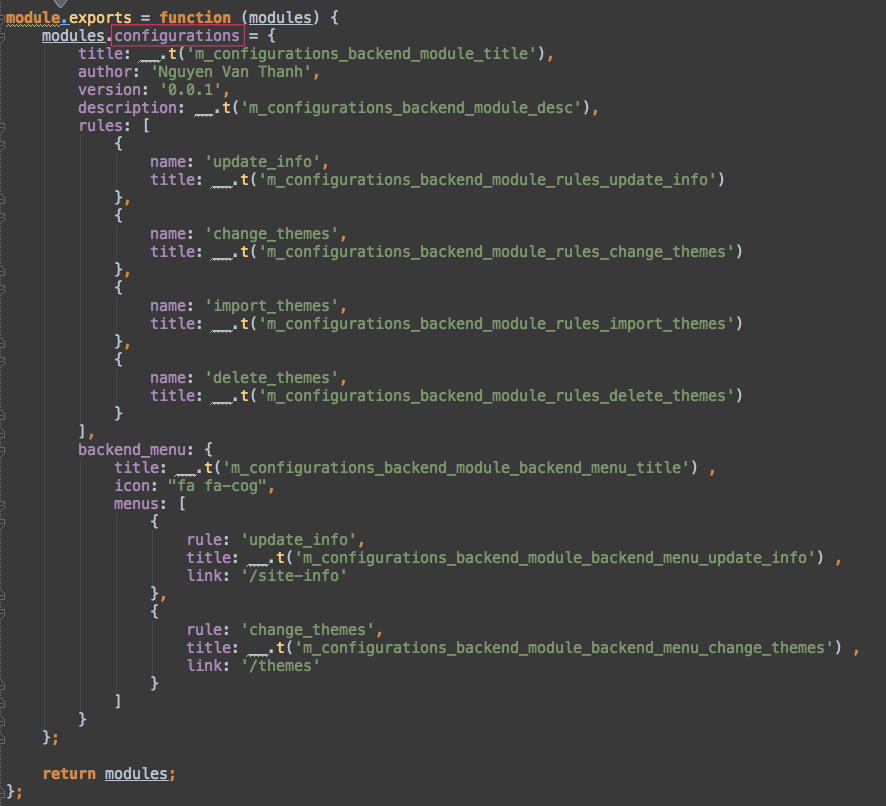 module.exports = function (modules) {
    modules.configurations = {
        title: __.t('m_configurations_backend_module_title'),
        author: 'Nguyen Van Thanh',
        version: '0.0.1',
        description: __.t('m_configurations_backend_module_desc'),
        rules: [
            {
                name: 'update_info',
                title: __.t('m_configurations_backend_module_rules_update_info')
            },
            {
                name: 'change_themes',
                title: __.t('m_configurations_backend_module_rules_change_themes')
            },
            {
                name: 'import_themes',
                title: __.t('m_configurations_backend_module_rules_import_themes')
            },
            {
                name: 'delete_themes',
                title: __.t('m_configurations_backend_module_rules_delete_themes')
            }
        ],
        backend_menu: {
            title: __.t('m_configurations_backend_module_backend_menu_title') ,
            icon: "fa fa-cog",
            menus: [
                {
                    rule: 'update_info',
                    title: __.t('m_configurations_backend_module_backend_menu_update_info') ,
                    link: '/site-info'
                },
                {
                    rule: 'change_themes',
                    title: __.t('m_configurations_backend_module_backend_menu_change_themes') ,
                    link: '/themes'
                }
            ]
        }
    };

    return modules;
};